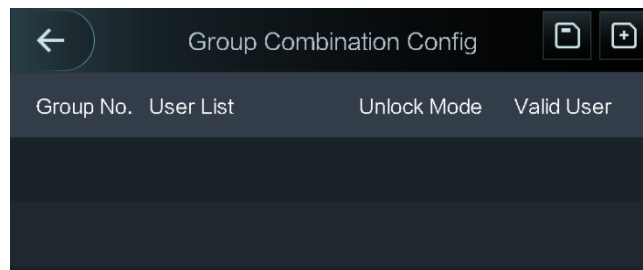 Group Combination Config
Group No. User List Unlock Mode Valid User